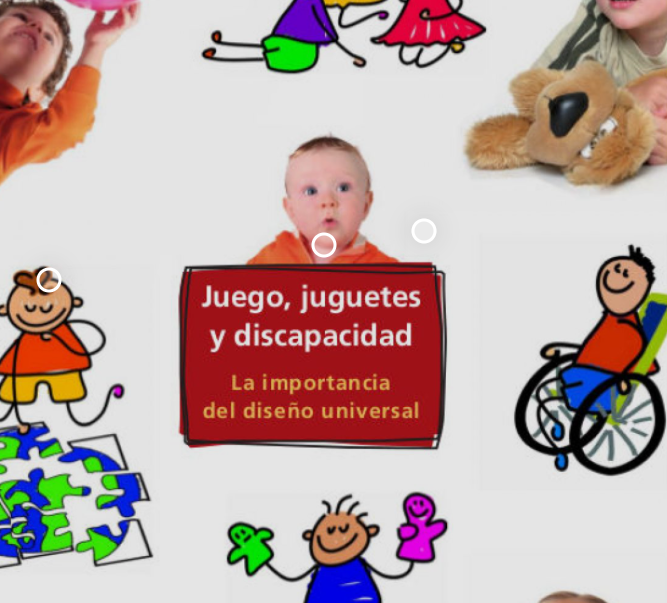 Juego, juguetes
y discapacidad
La importancia
del diseño universal